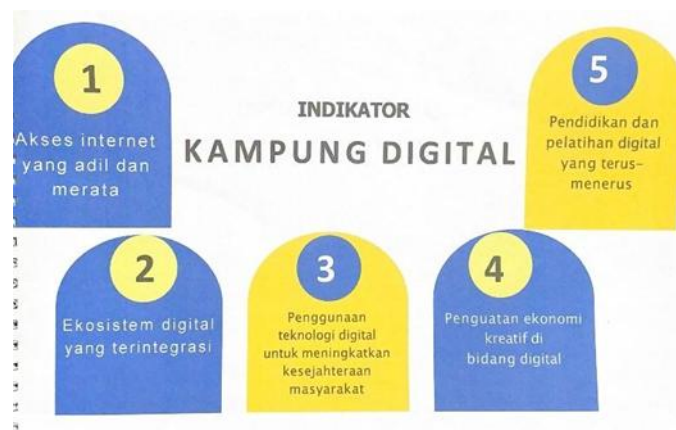 INDIKATOR
KAMPUNG DIGITAL
1
Akses internet
yang adil dan
merata
2
Ekosistem digital
yang terintegrasi
3
Penggunaan
teknologi digital
untuk meningkatkan
kesejahteraan
masyarakat
4
Penguatan ekonomi
kreatif di
bidang digital
5
Pendidikan dan
pelatihan digital
yang terus-
menerus